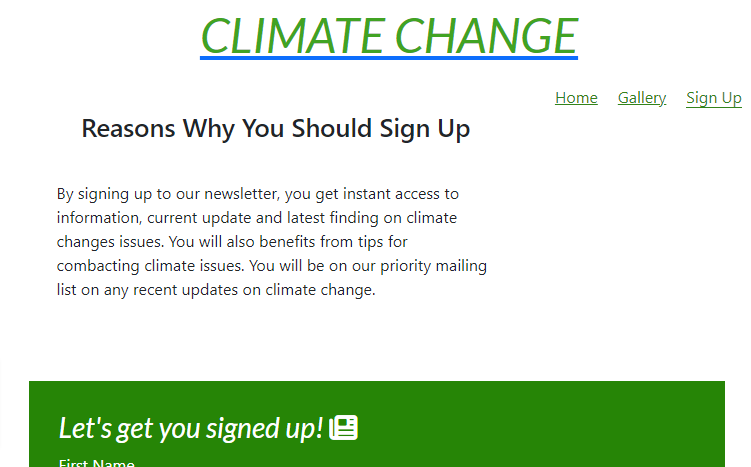 CLIMATE CHANGE
Home Gallery Sign Up
Reasons Why You Should Sign Up
By signing up to our newsletter, you get instant access to
information, current update and latest finding on climate
changes issues. You will also benefits from tips for
combacting climate issues. You will be on our priority mailing
list on any recent updates on climate change.
Let's get you signed up!
First Name